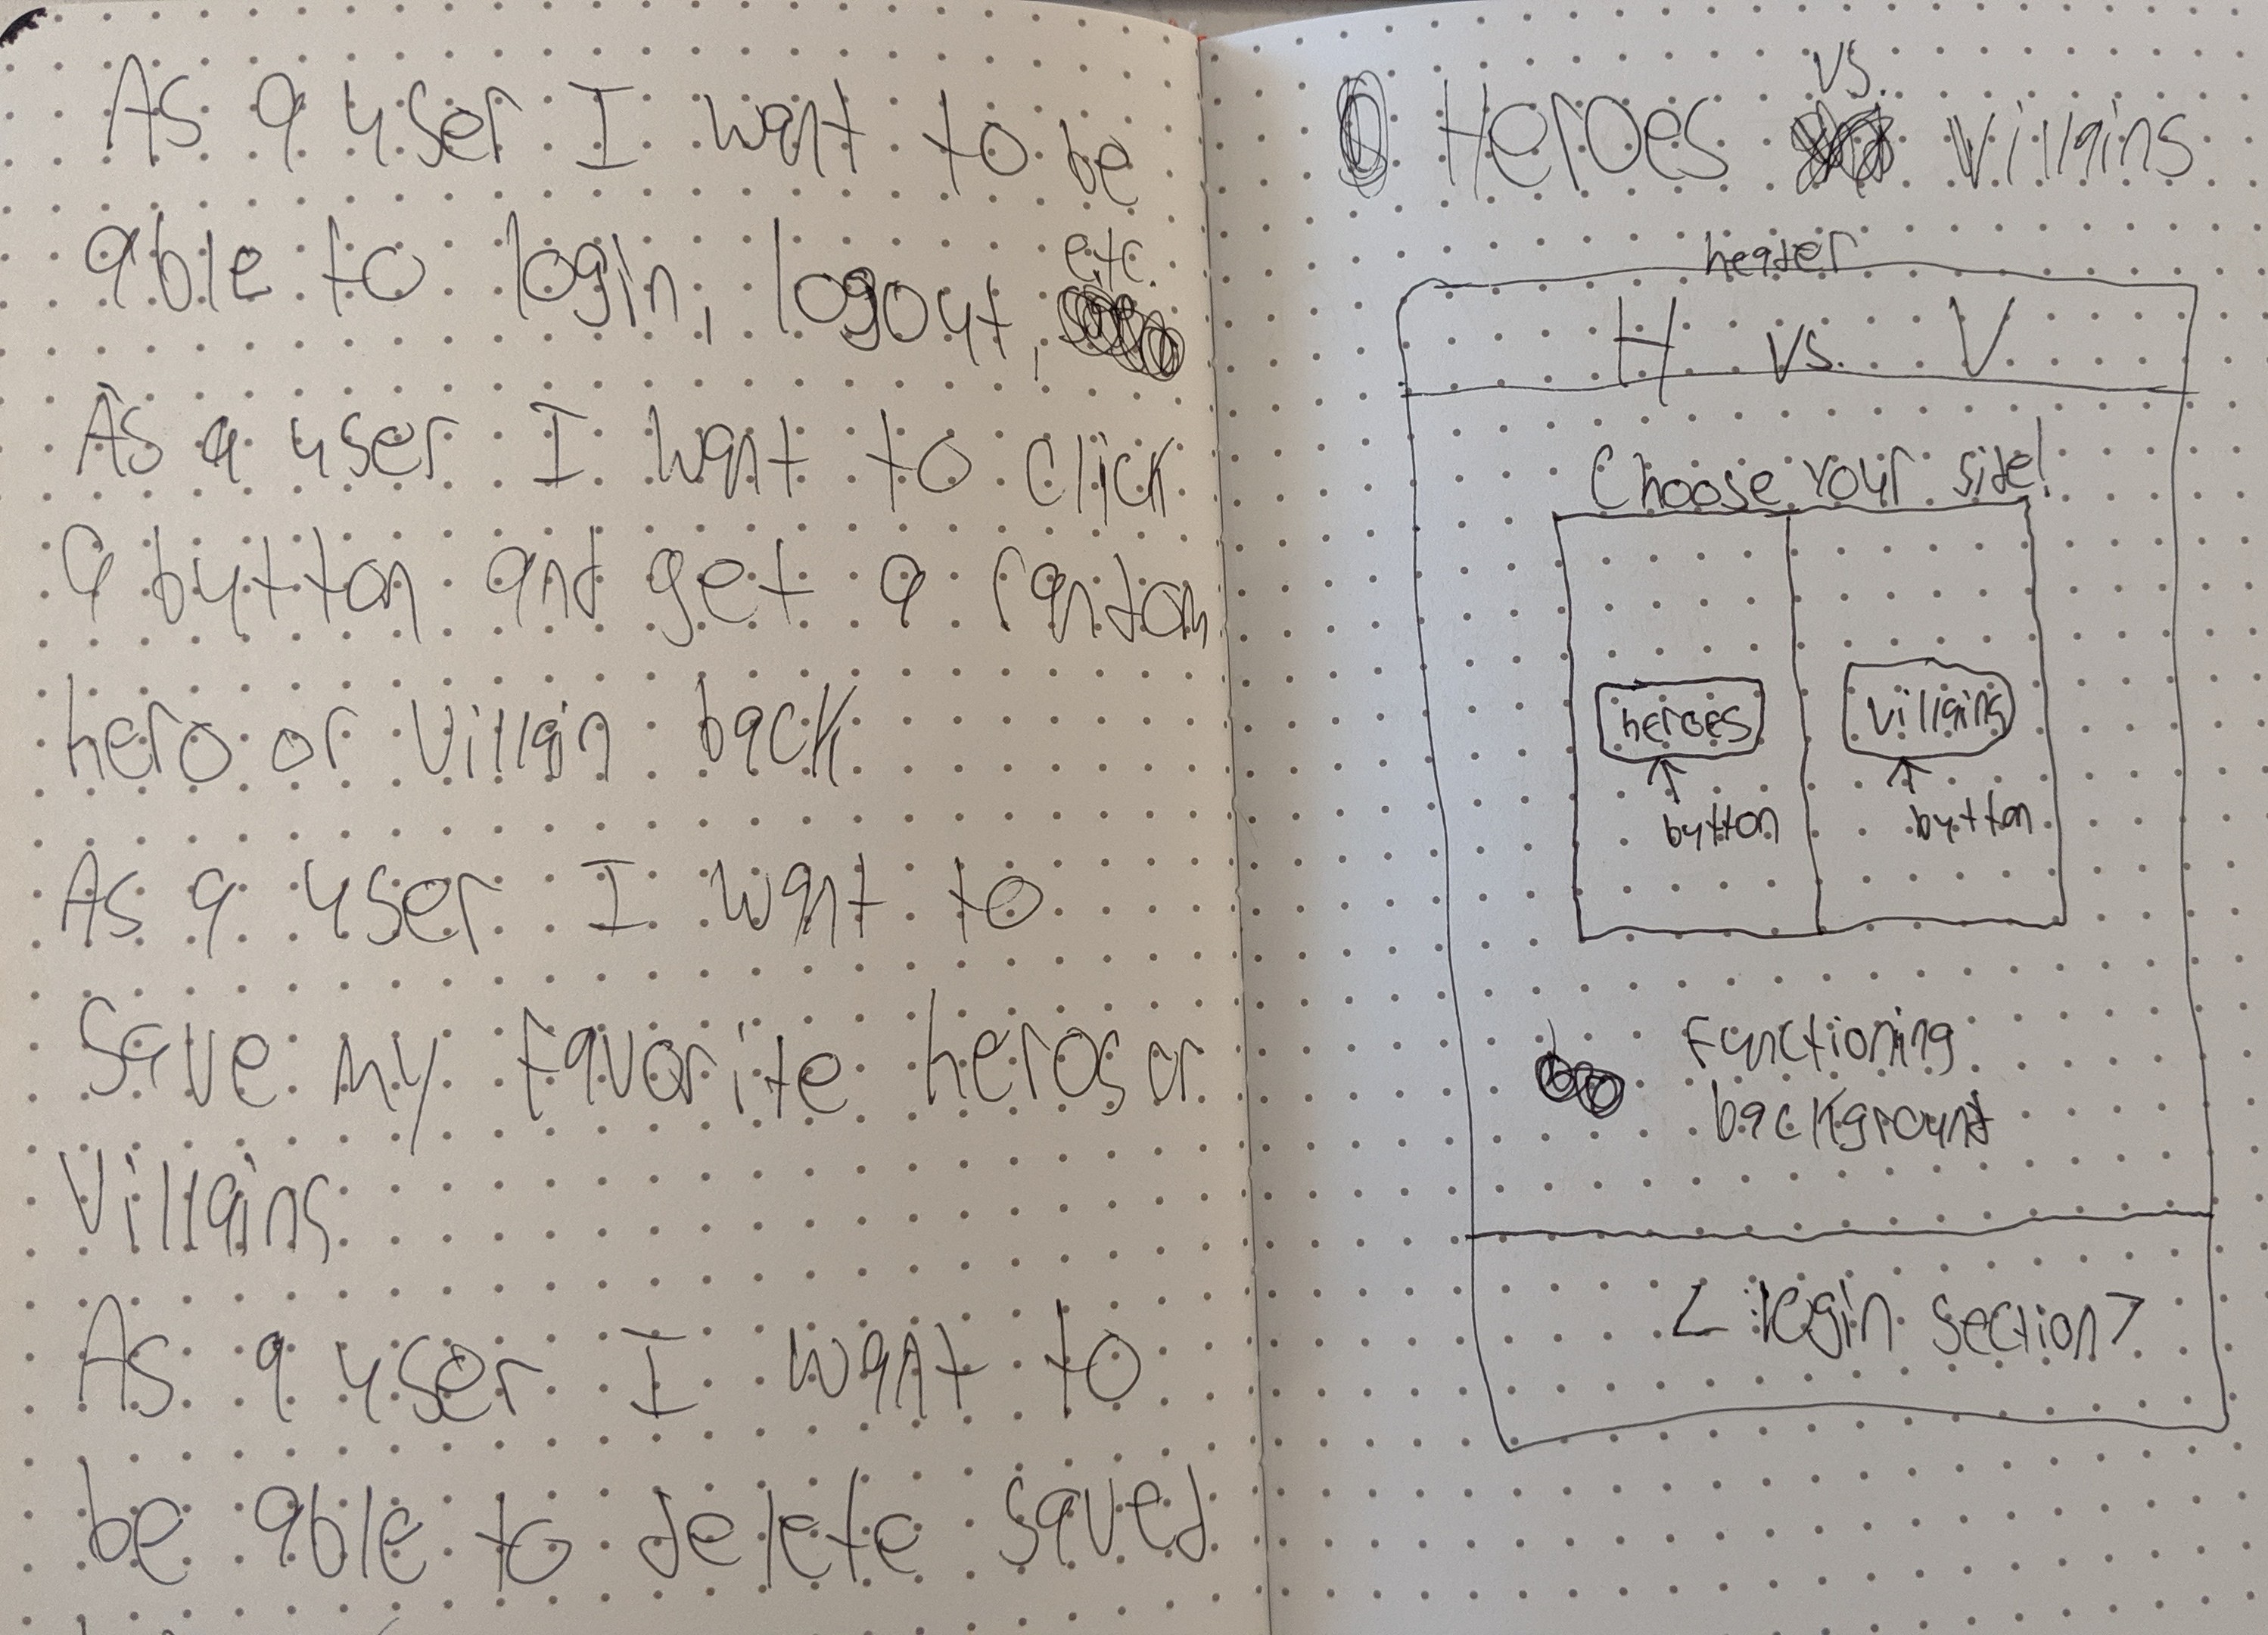 As a user I want to be
able to login, logout, etc.
As a user I want to click
a button and get a random
hero or villain back
As a user I want to
Save my favorite heros or
Villains
As a user I want to
be able to delete saved
Heroes vs. Villains
header
H vs. V
Choose your side!
heroes villains
button button
Functioning
background
< login section >